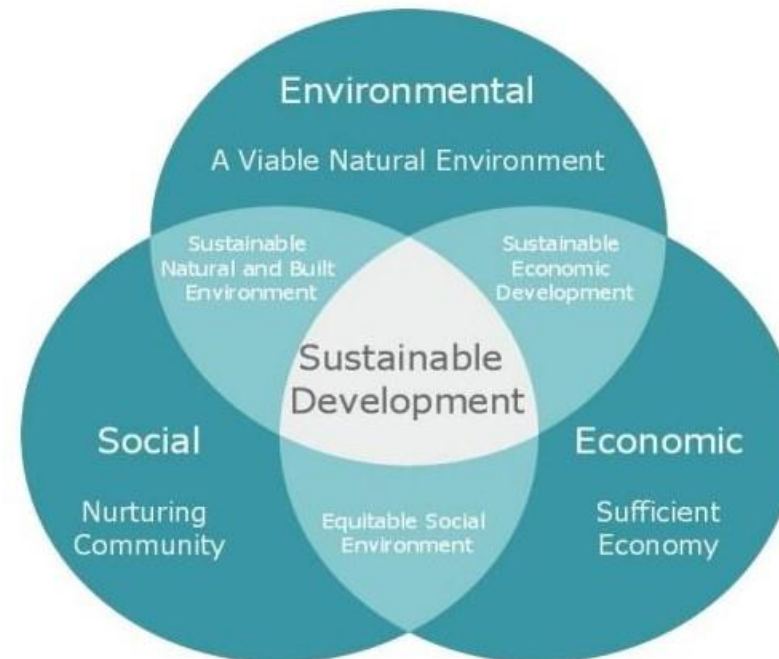 Environmental
A Viable Natural Environment
Sustainable
Natural and Built
Environment
Sustainable
Economic
Development
Sustainable
Development
Social
Nurturing
Community
Equitable Social
Environment
Economic
Sufficient
Economy